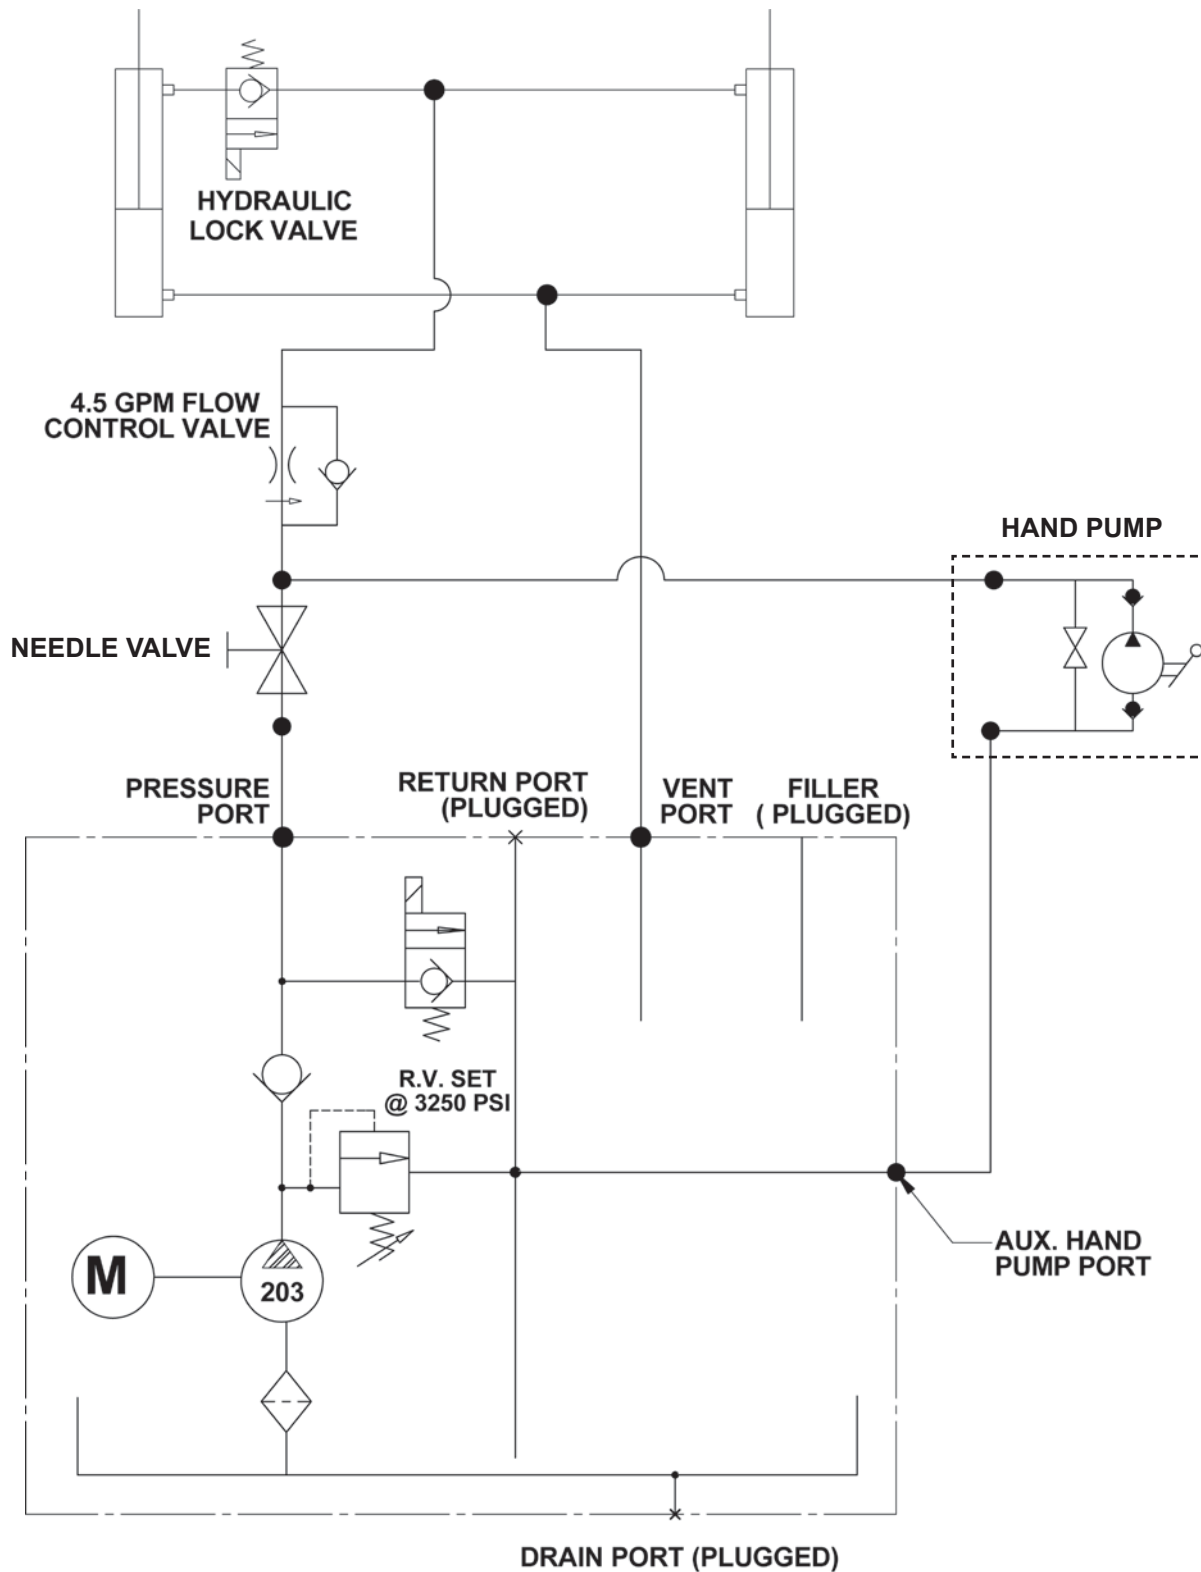 HYDRAULIC
LOCK VALVE
4.5 GPM FLOW
CONTROL VALVE
HAND PUMP
NEEDLE VALVE
PRESSURE
PORT
RETURN PORT
(PLUGGED)
VENT
PORT
FILLER
( PLUGGED)
R.V. SET
@ 3250 PSI
M
203
AUX. HAND
PUMP PORT
DRAIN PORT (PLUGGED)